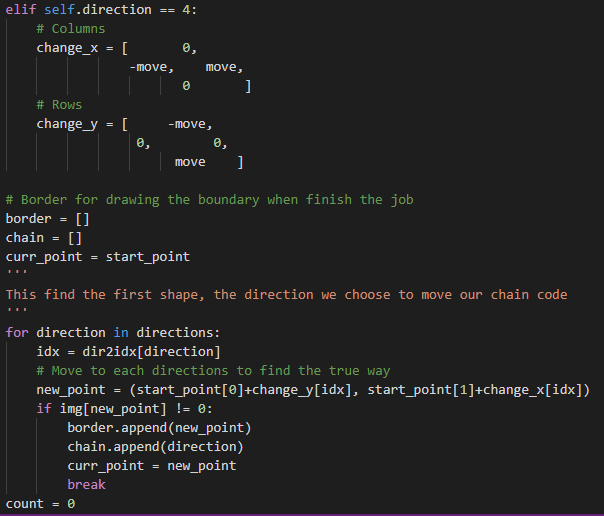 elif self.direction == 4:
    # Columns
    change_x = [       0,
                -move,    move,
                       0       ]
    # Rows
    change_y = [     -move,
                 0,        0,
                      move    ]

# Border for drawing the boundary when finish the job
border = []
chain = []
curr_point = start_point
'''
This find the first shape, the direction we choose to move our chain code
'''
for direction in directions:
    idx = dir2idx[direction]
    # Move to each directions to find the true way
    new_point = (start_point[0]+change_y[idx], start_point[1]+change_x[idx])
    if img[new_point] != 0:
        border.append(new_point)
        chain.append(direction)
        curr_point = new_point
        break
count = 0